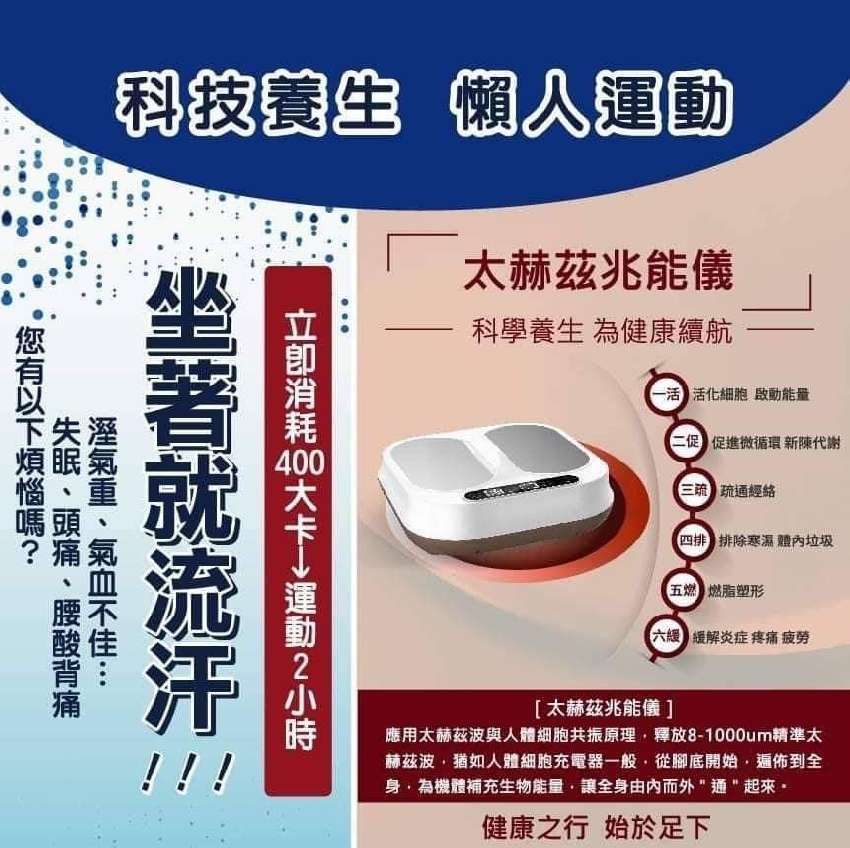 科技養生 懶人運動
您有以下煩惱嗎？
溼氣重、氣血不佳…
失眠、頭痛、腰酸背痛
坐著就流汗!!!
立即消耗400大卡→運動2小時
太赫茲兆能儀
科學養生 為健康續航
一活 活化細胞 啟動能量
二促 促進微循環 新陳代謝
三疏 疏通經絡
四排 排除寒濕 體內垃圾
五燃 燃脂塑形
六緩 緩解炎症 疼痛 疲勞
[ 太赫茲兆能儀 ]
應用太赫茲波與人體細胞共振原理，釋放8-1000um精準太
赫茲波，猶如人體細胞充電器一般，從腳底開始，遍佈到全
身，為機體補充生物能量，讓全身由內而外"通"起來。
健康之行 始於足下